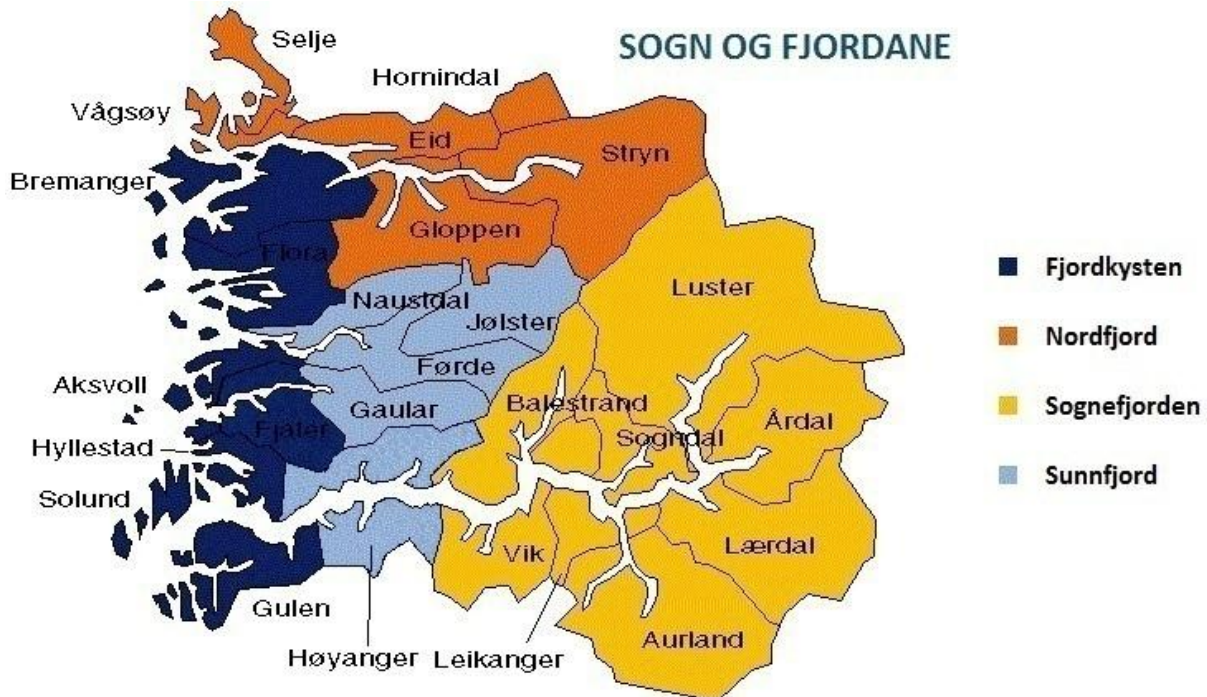 Selje
SOGN OG FJORDANE
Hornindal
Vågsøy
Eid
Stryn
Bremanger
Gloppen
Flora
Fjordkysten
Luster
Naustdal
Jølster
Nordfjord
Førde
Aksvoll
Balestrand
Gaular
Sognefjorden
Årdal
Fjaler
Sogndal
Hyllestad
Sunnfjord
Solund
Vik
Lærdal
Gulen
Aurland
Høyanger
Leikanger